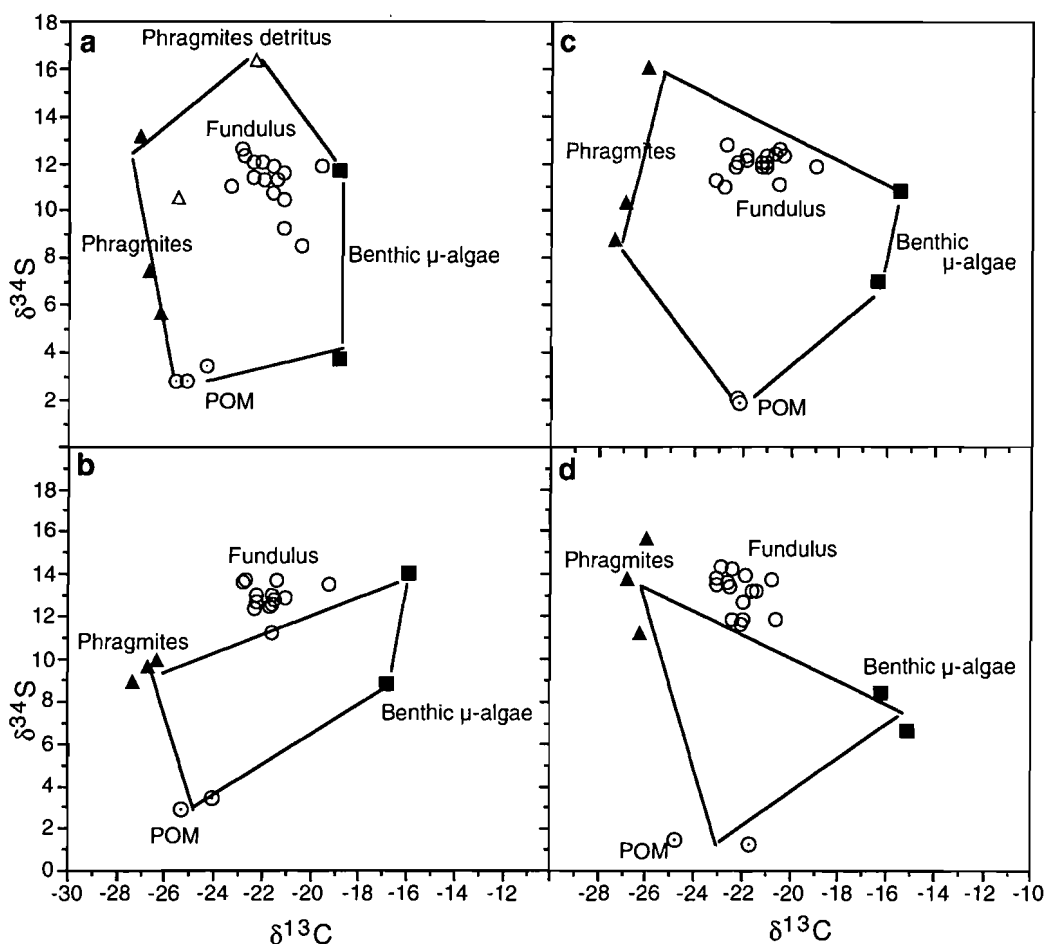 a
18
16
14
12
10
8
6
4
2
δ34S
Phragmites detritus
Fundulus
Phragmites
Benthic µ-algae
POM
c
Phragmites
Fundulus
Benthic
µ-algae
POM
b
18
16
14
12
10
8
6
4
2
0
δ34S
Fundulus
Phragmites
Benthic µ-algae
POM
-30 -28 -26 -24 -22 -20 -18 -16 -14 -12
δ13C
d
Phragmites
Fundulus
Benthic µ-algae
POM
-28 -26 -24 -22 -20 -18 -16 -14 -12 -10
δ13C